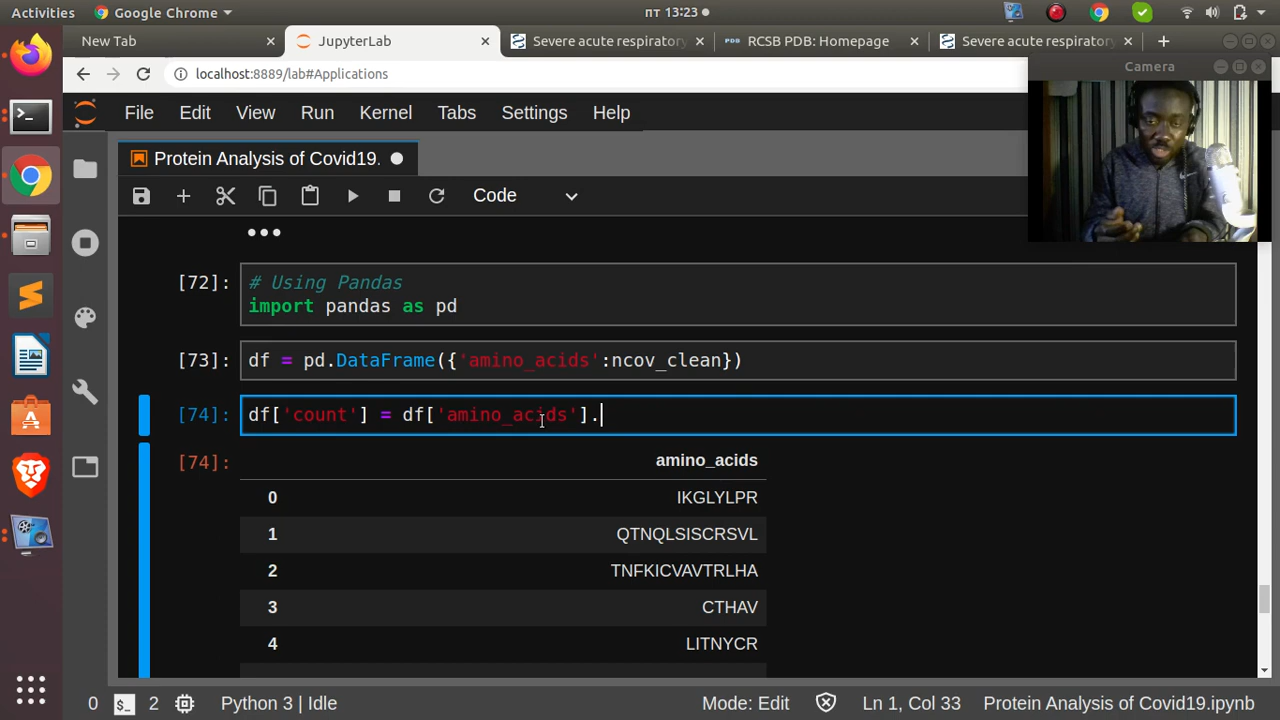 Activities Google Chrome пт 13:23
New Tab JupyterLab Severe acute respiratory RCSB PDB: Homepage Severe acute respiratory
localhost:8889/lab#Applications
Camera
File Edit View Run Kernel Tabs Settings Help
Protein Analysis of Covid19.
Code
[72]: # Using Pandas
import pandas as pd
[73]: df = pd.DataFrame({'amino_acids':ncov_clean})
[74]: df['count'] = df['amino_acids'].
[74]: amino_acids
0 IKGLYLPR
1 QTNQLSISCRSVL
2 TNFKICVAVTRLHA
3 CTHAV
4 LITNYCR
0 2 Python 3 | Idle Mode: Edit Ln 1, Col 33 Protein Analysis of Covid19.ipynb